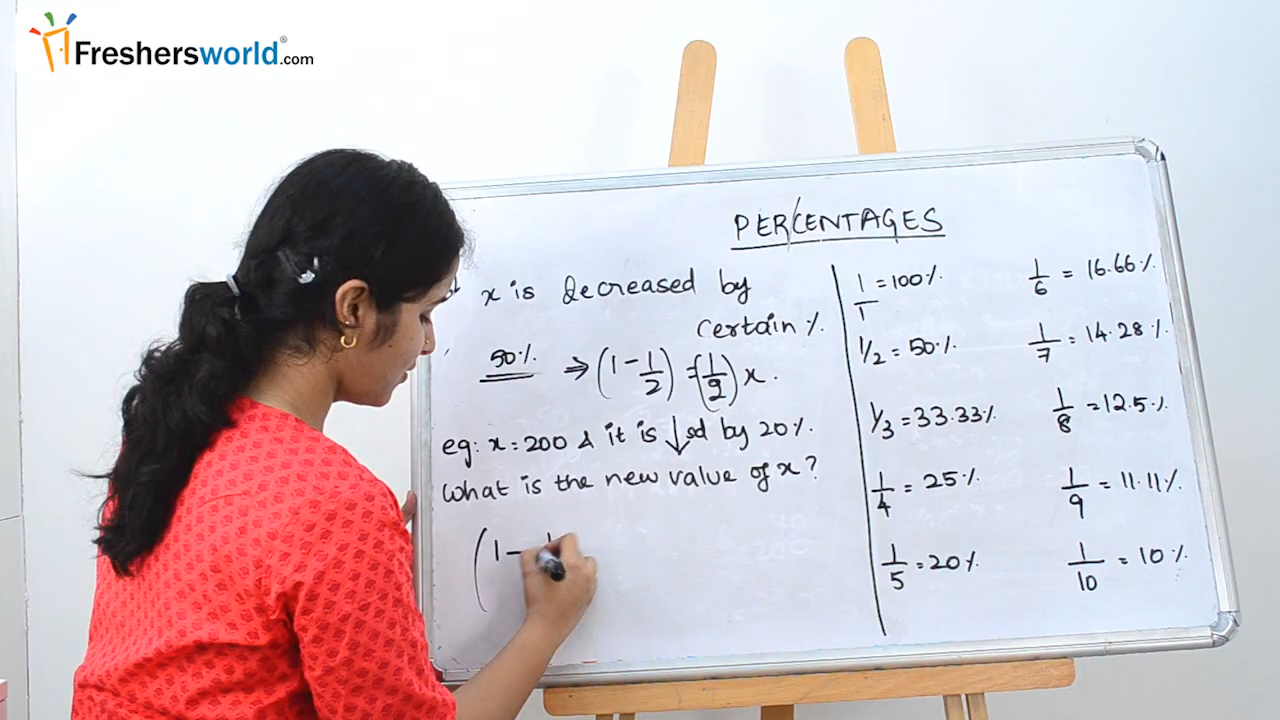 Freshersworld.com®
PERCENTAGES
x is decreased by
certain %.
50% ⇒ (1 - 1/2) = (1/2) x.
eg: x = 200 & it is ↓sd by 20%.
What is the new value of x?
(1 -
1/1 = 100%
1/2 = 50%
1/3 = 33.33%
1/4 = 25%
1/5 = 20%
1/6 = 16.66%
1/7 = 14.28%
1/8 = 12.5%
1/9 = 11.11%
1/10 = 10%